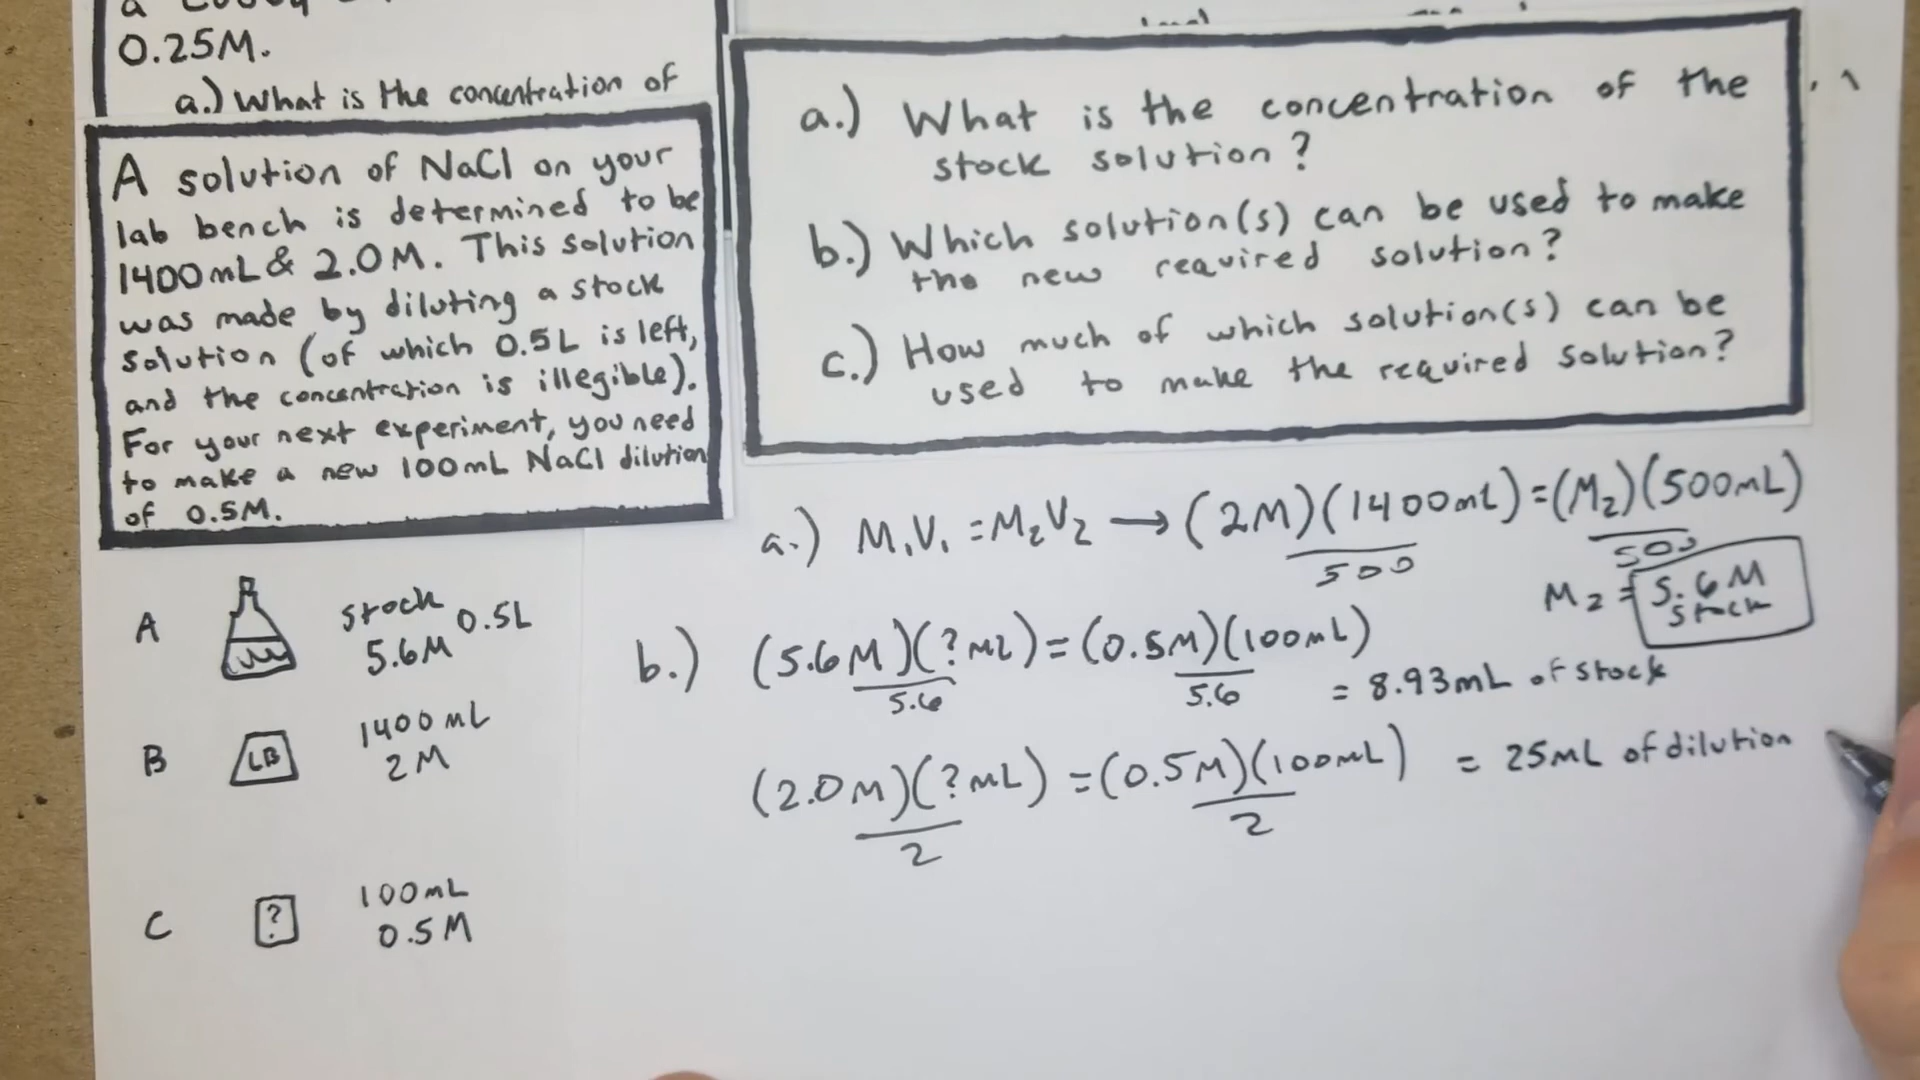 0.25M.
a.) What is the concentration of
A solution of NaCl on your
lab bench is determined to be
1400mL & 2.0M. This solution
was made by diluting a stock
solution (of which 0.5L is left,
and the concentration is illegible).
For your next experiment, you need
to make a new 100mL NaCl dilution
of 0.5M.
a.) What is the concentration of the
stock solution?
b.) Which solution(s) can be used to make
the new required solution?
c.) How much of which solution(s) can be
used to make the required solution?
a.) M₁V₁ = M₂V₂ → (2M)(1400mL) = (M₂)(500mL)
500 500
M₂ = 5.6M
stock
b.) (5.6M)(?mL) = (0.5M)(100mL)
5.6 5.6
= 8.93mL of stock
(2.0M)(?mL) = (0.5M)(100mL) = 25mL of dilution
2 2
A stock 0.5L
5.6M
B LB 1400mL
2M
C ? 100mL
0.5M